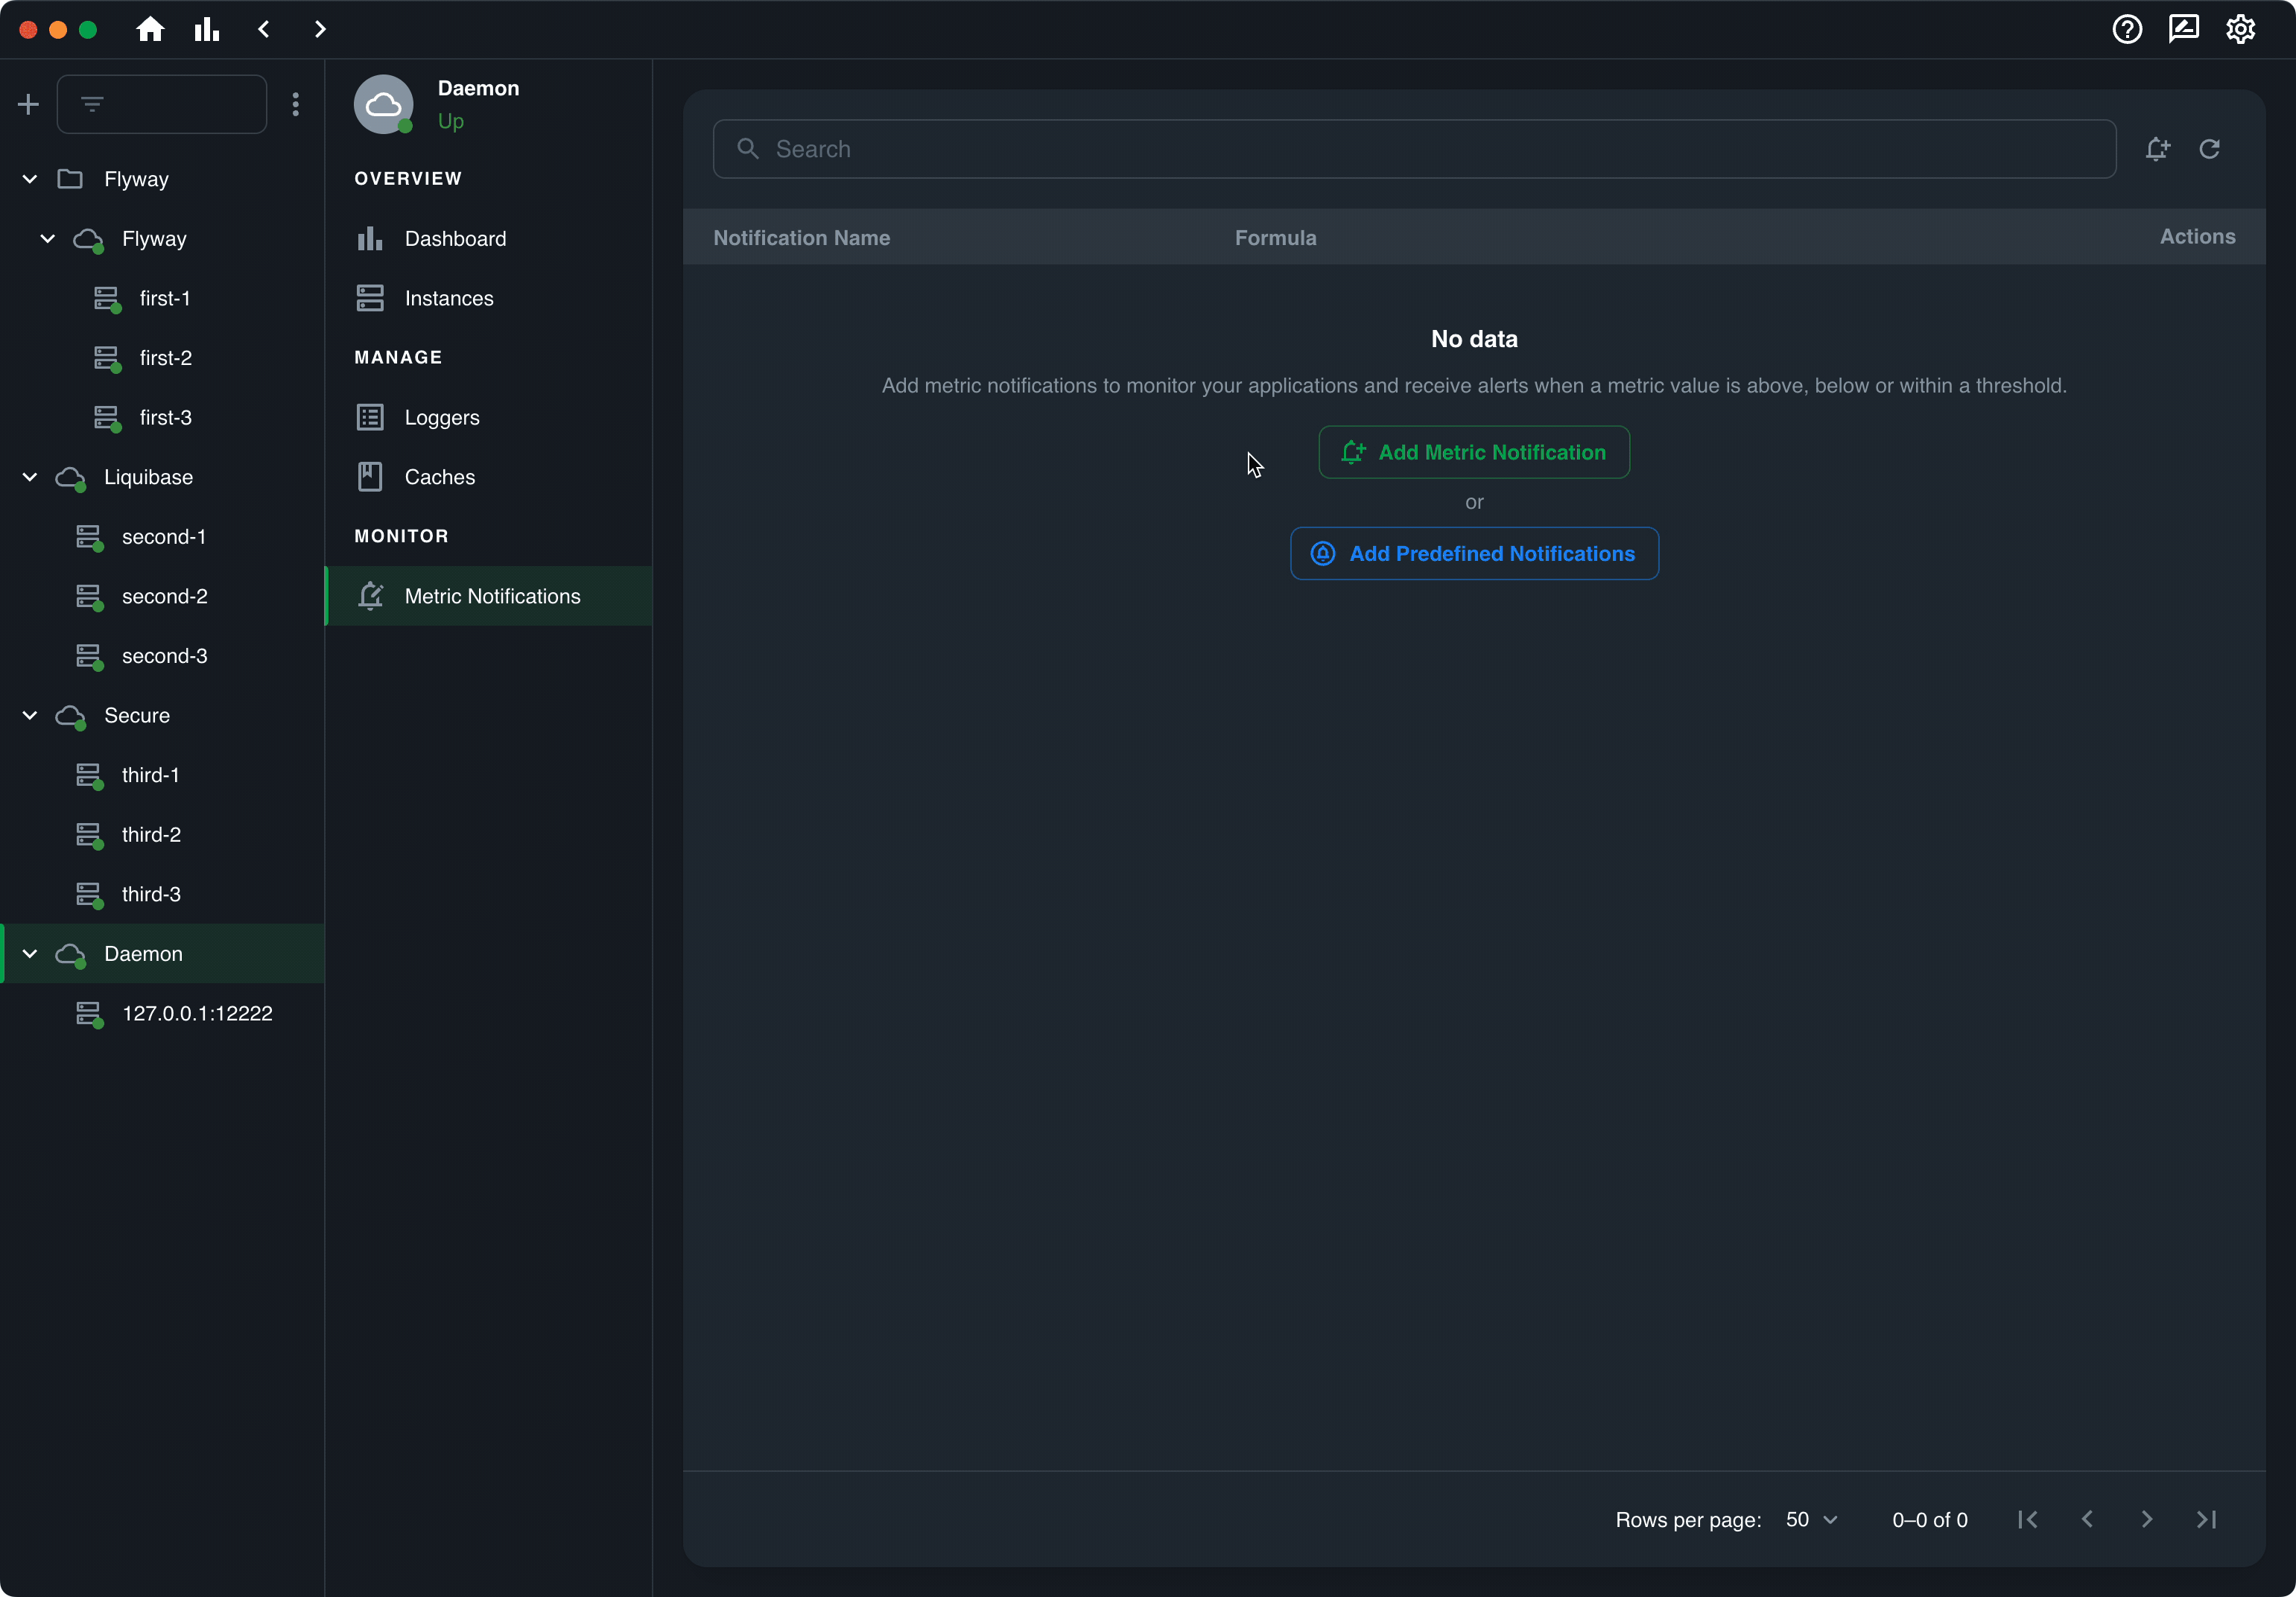 Flyway
Flyway
first-1
first-2
first-3
Liquibase
second-1
second-2
second-3
Secure
third-1
third-2
third-3
Daemon
127.0.0.1:12222
Daemon
Up
OVERVIEW
Dashboard
Instances
MANAGE
Loggers
Caches
MONITOR
Metric Notifications
Search
Notification Name Formula Actions
No data
Add metric notifications to monitor your applications and receive alerts when a metric value is above, below or within a threshold.
Add Metric Notification
or
Add Predefined Notifications
Rows per page: 50 0–0 of 0